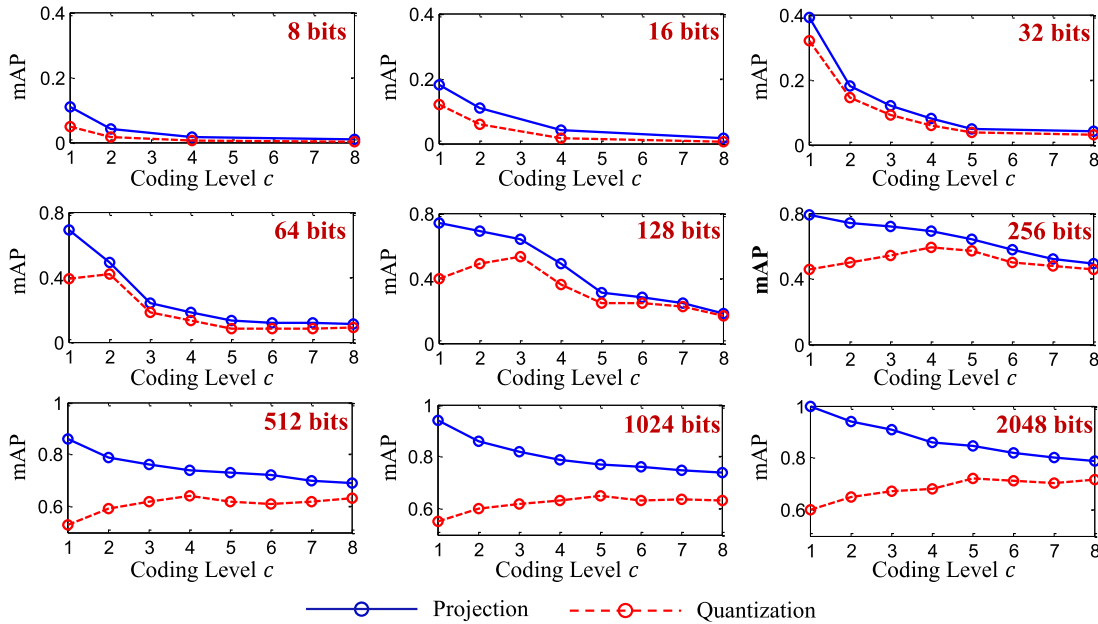 8 bits
mAP
0.4
0.2
0
1 2 3 4 5 6 7 8
Coding Level c
16 bits
mAP
0.4
0.2
0
1 2 3 4 5 6 7 8
Coding Level c
32 bits
mAP
0.4
0.2
0
1 2 3 4 5 6 7 8
Coding Level c
64 bits
mAP
0.8
0.4
0
1 2 3 4 5 6 7 8
Coding Level c
128 bits
mAP
0.8
0.4
0
1 2 3 4 5 6 7 8
Coding Level c
256 bits
mAP
0.8
0.4
0
1 2 3 4 5 6 7 8
Coding Level c
512 bits
mAP
1
0.8
0.6
1 2 3 4 5 6 7 8
Coding Level c
1024 bits
mAP
1
0.8
0.6
1 2 3 4 5 6 7 8
Coding Level c
2048 bits
mAP
1
0.8
0.6
1 2 3 4 5 6 7 8
Coding Level c
Projection
Quantization